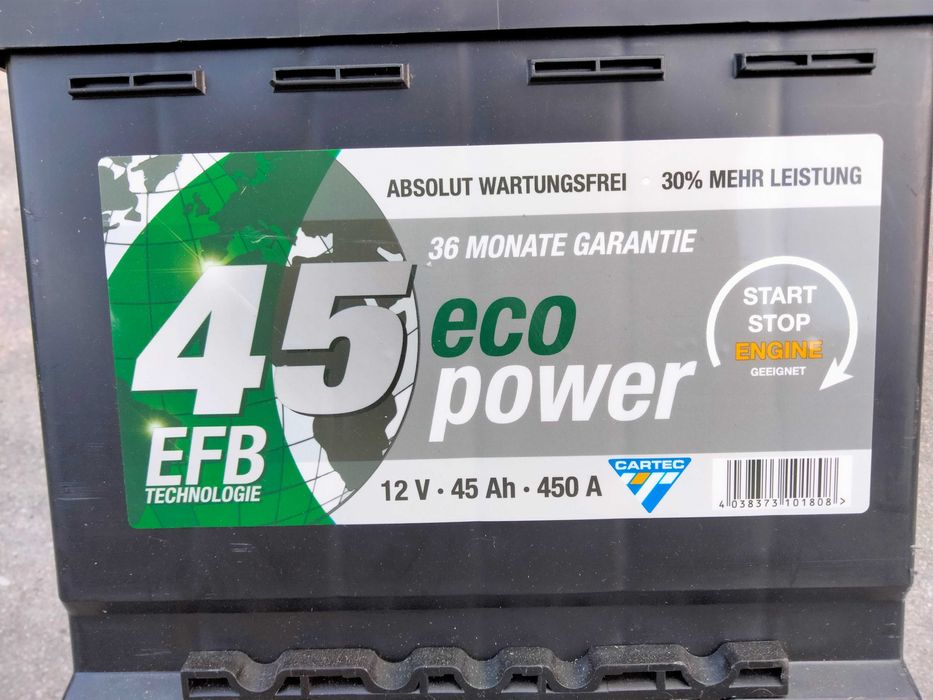 ABSOLUT WARTUNGSFREI 30% MEHR LEISTUNG
36 MONATE GARANTIE
45
eco
power
START
STOP
ENGINE
GEEIGNET
EFB
TECHNOLOGIE
12 V · 45 Ah · 450 A
CARTEC
4 038373 101808 >